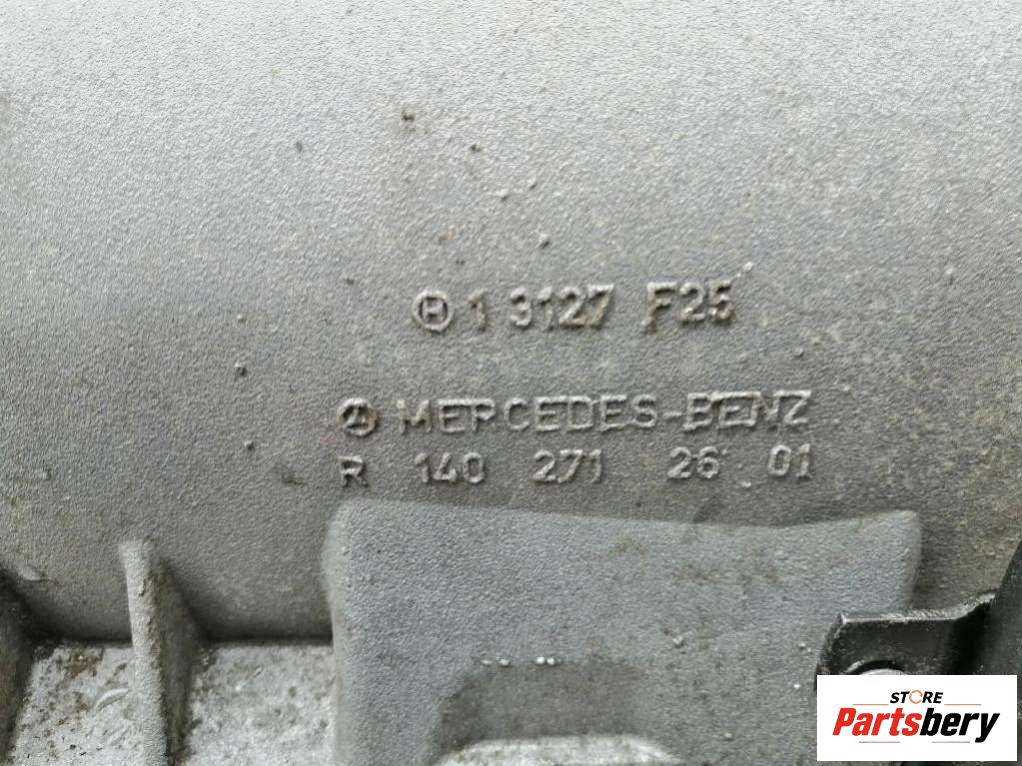 H 1 3127 F25
MERCEDES-BENZ
R 140 271 26 01
STORE
Partsbery